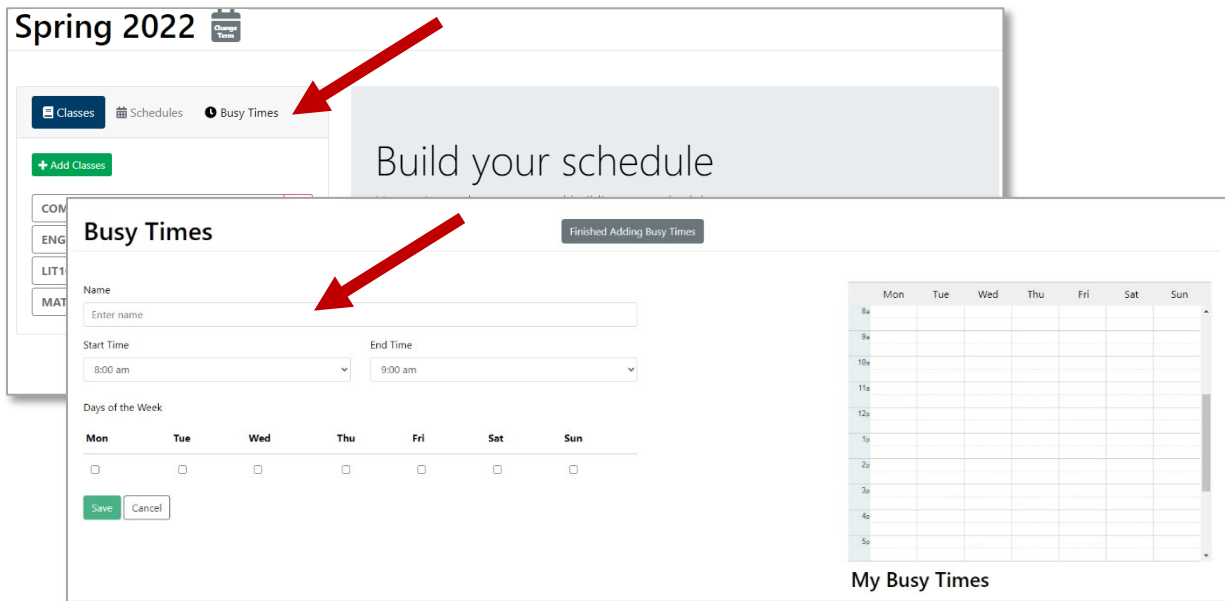 Spring 2022
Change Term
Classes Schedules Busy Times
Add Classes
Build your schedule
COM
ENG
LIT1
MAT
Busy Times
Finished Adding Busy Times
Name
Enter name
Start Time End Time
8:00 am 9:00 am
Days of the Week
Mon Tue Wed Thu Fri Sat Sun
Save Cancel
Mon Tue Wed Thu Fri Sat Sun
8a
9a
10a
11a
12p
1p
2p
3p
4p
5p
My Busy Times